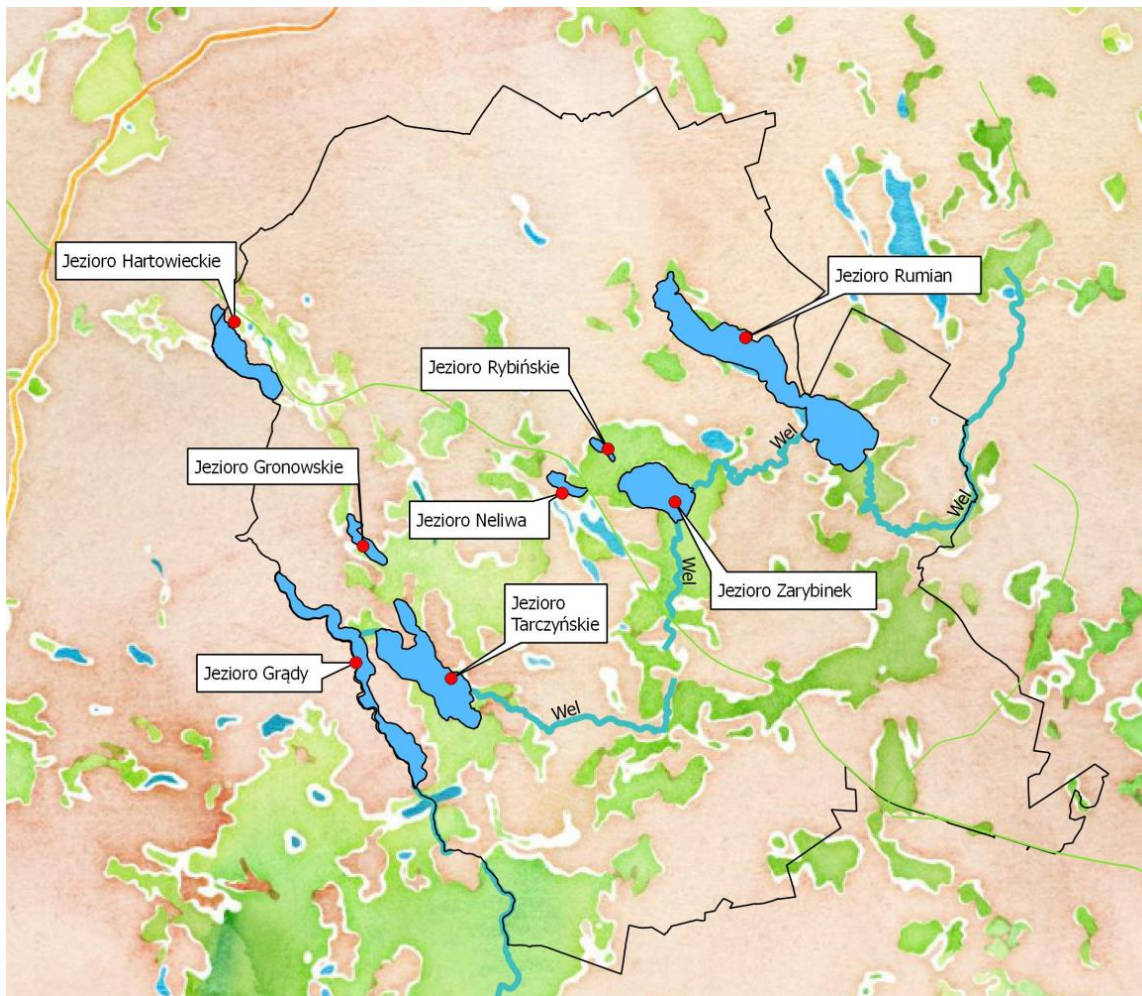 Jezioro Hartowieckie
Jezioro Rumian
Jezioro Rybińskie
Wel
Jezioro Gronowskie
Jezioro Neliwa
Wel
Wel
Jezioro Zarybinek
Jezioro
Tarczyńskie
Jezioro Grądy
Wel